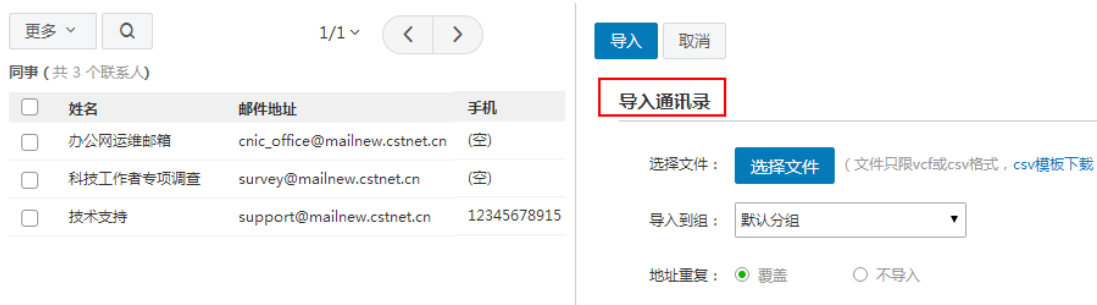 更多
1/1
同事 ( 共 3 个联系人)
姓名 邮件地址 手机
办公网运维邮箱 cnic_office@mailnew.cstnet.cn (空)
科技工作者专项调查 survey@mailnew.cstnet.cn (空)
技术支持 support@mailnew.cstnet.cn 12345678915
导入 取消
导入通讯录
选择文件： 选择文件 ( 文件只限vcf或csv格式，csv模板下载
导入到组： 默认分组
地址重复： 覆盖 不导入